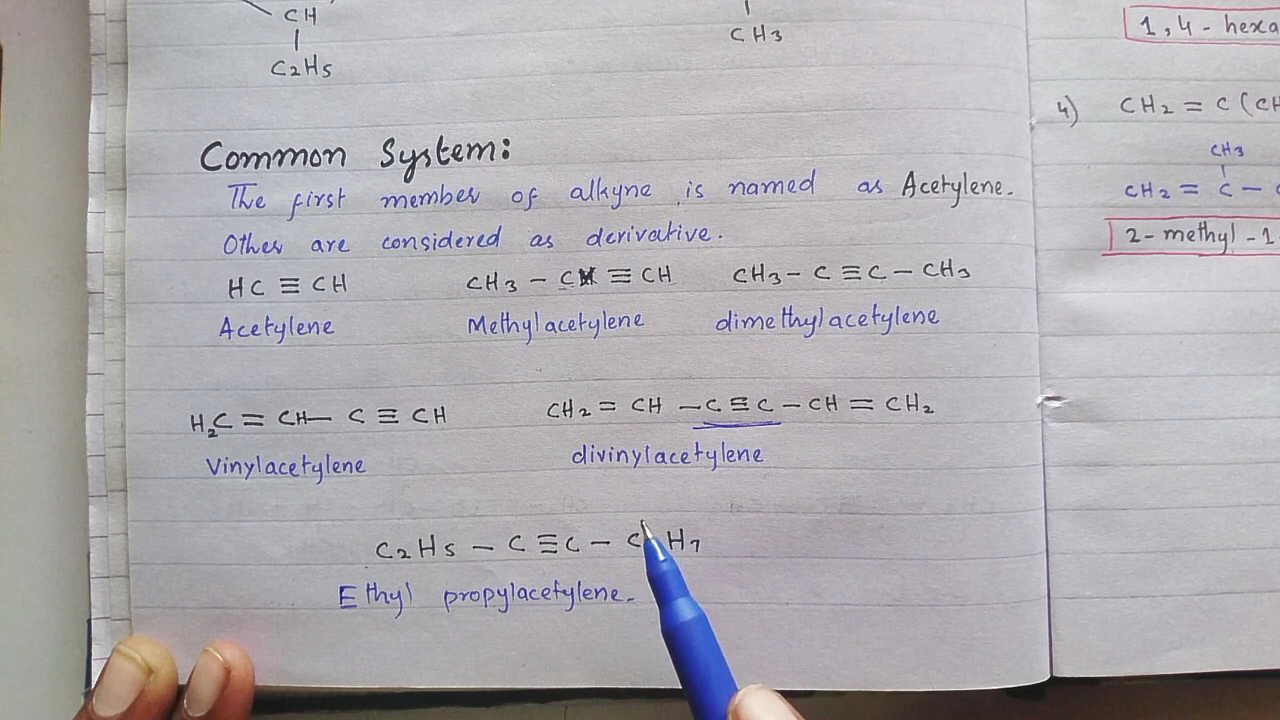 CH
|
C2H5
CH3
Common System:
The first member of alkyne is named as Acetylene.
Other are considered as derivative.
HC ≡ CH
CH3 - C ≡ CH
CH3 - C ≡ C - CH3
Acetylene
Methylacetylene
dimethylacetylene
H2C = CH - C ≡ CH
CH2 = CH - C ≡ C - CH = CH2
Vinylacetylene
divinylacetylene
C2H5 - C ≡ C - C H7
Ethyl propylacetylene.
1,4 - hexa
4) CH2 = C (CH
CH3
CH2 = C -
2- methyl - 1